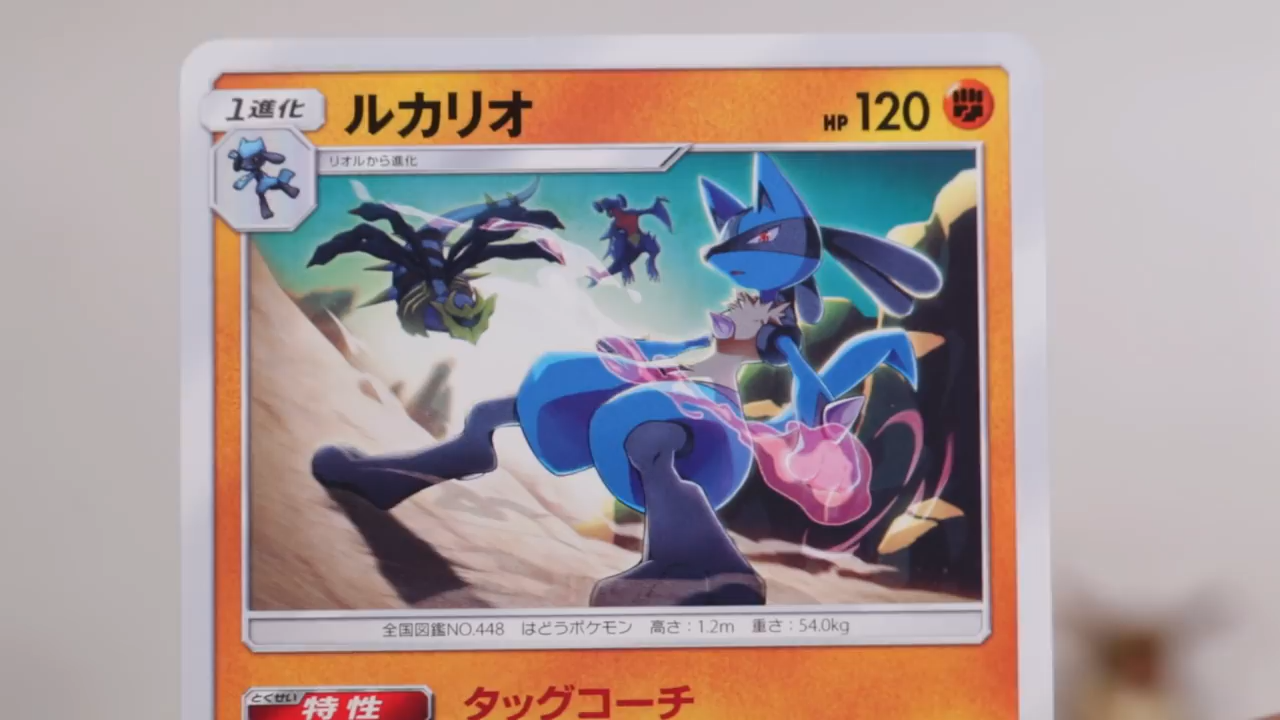 1進化 ルカリオ HP 120
リオルから進化
全国図鑑NO.448 はどうポケモン 高さ:1.2m 重さ:54.0kg
とくせい 特性 タッグコーチ